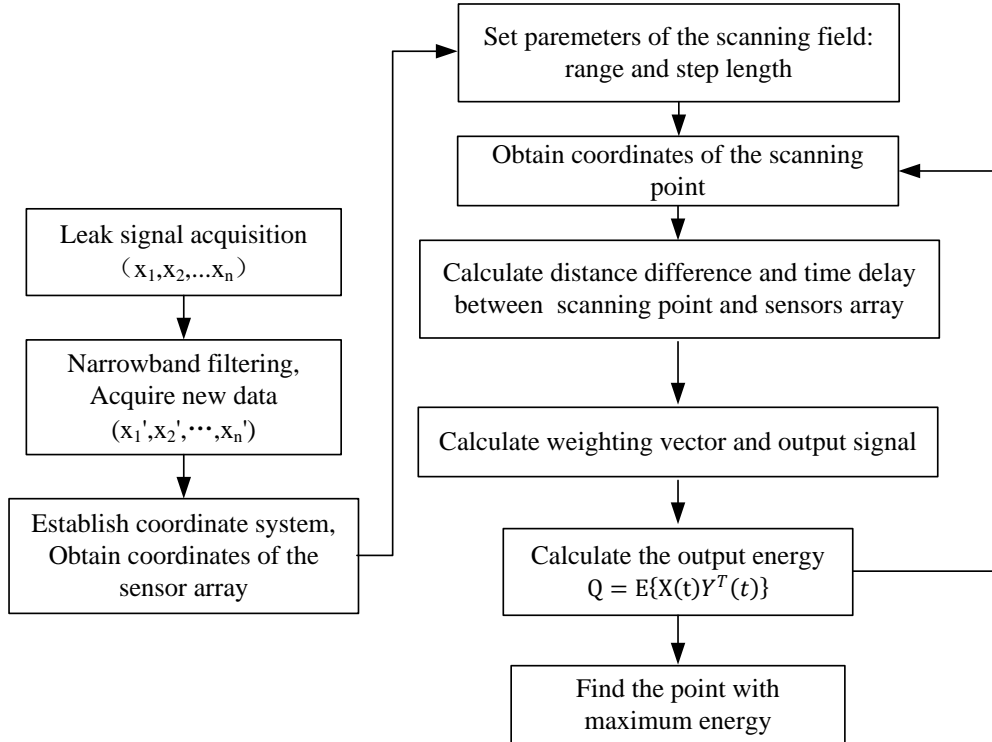 Leak signal acquisition
（x₁,x₂,...xₙ）
Narrowband filtering,
Acquire new data
(x₁',x₂',⋯,xₙ')
Establish coordinate system,
Obtain coordinates of the
sensor array
Set paremeters of the scanning field:
range and step length
Obtain coordinates of the scanning
point
Calculate distance difference and time delay
between scanning point and sensors array
Calculate weighting vector and output signal
Calculate the output energy
Q = E{X(t)Yᵀ(t)}
Find the point with
maximum energy